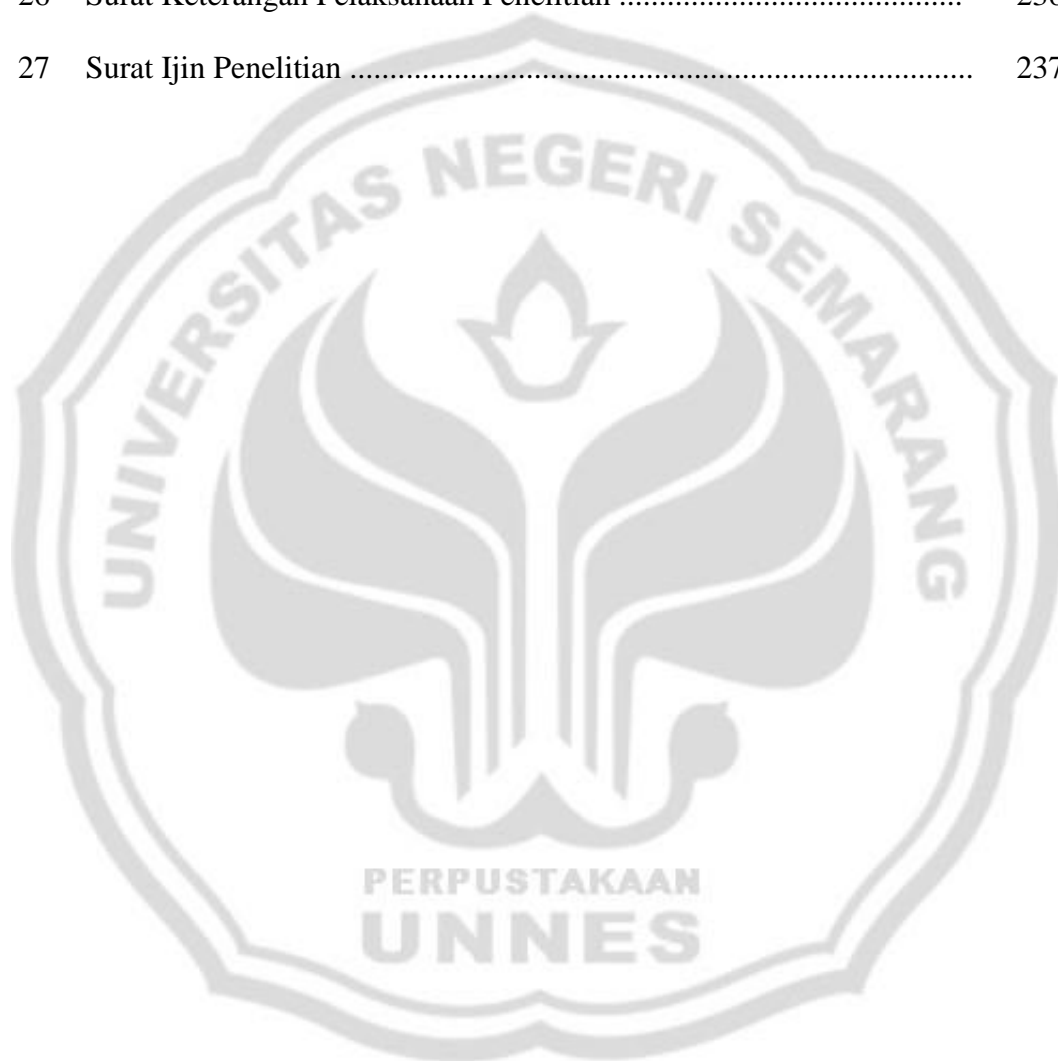 Surat Keterangan Pelaksanaan Penelitian ....................................
27 Surat Ijin Penelitian .................................................................. 237
UNIVERSITAS NEGERI SEMARANG
PERPUSTAKAAN
UNNES